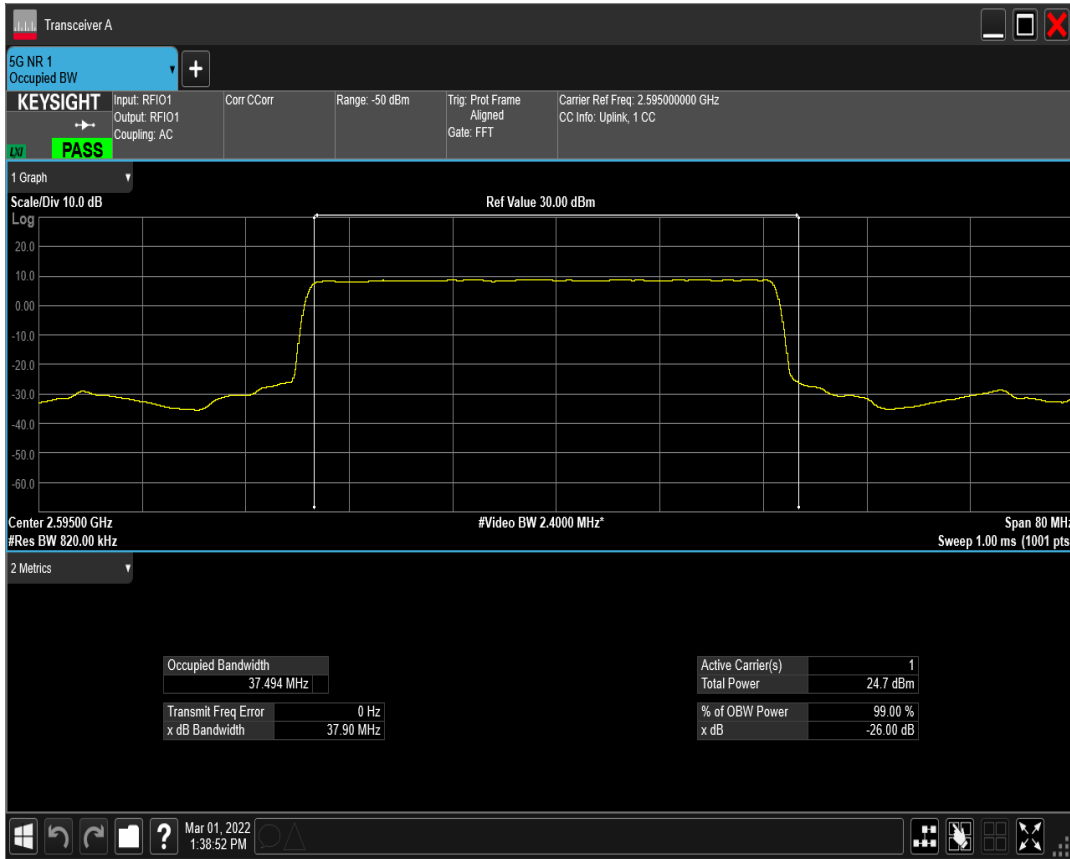 Transceiver A
5G NR 1
Occupied BW
KEYSIGHT
LXI
PASS
Input: RFIO1
Output: RFIO1
Coupling: AC
Corr CCorr
Range: -50 dBm
Trig: Prot Frame
Aligned
Gate: FFT
Carrier Ref Freq: 2.595000000 GHz
CC Info: Uplink, 1 CC
1 Graph
Scale/Div 10.0 dB
Ref Value 30.00 dBm
Log
20.0
10.0
0.00
-10.0
-20.0
-30.0
-40.0
-50.0
-60.0
Center 2.59500 GHz
#Video BW 2.4000 MHz*
Span 80 MHz
#Res BW 820.00 kHz
Sweep 1.00 ms (1001 pts
2 Metrics
Occupied Bandwidth
37.494 MHz
Transmit Freq Error 0 Hz
x dB Bandwidth 37.90 MHz
Active Carrier(s) 1
Total Power 24.7 dBm
% of OBW Power 99.00 %
x dB -26.00 dB
?
Mar 01, 2022
1:38:52 PM